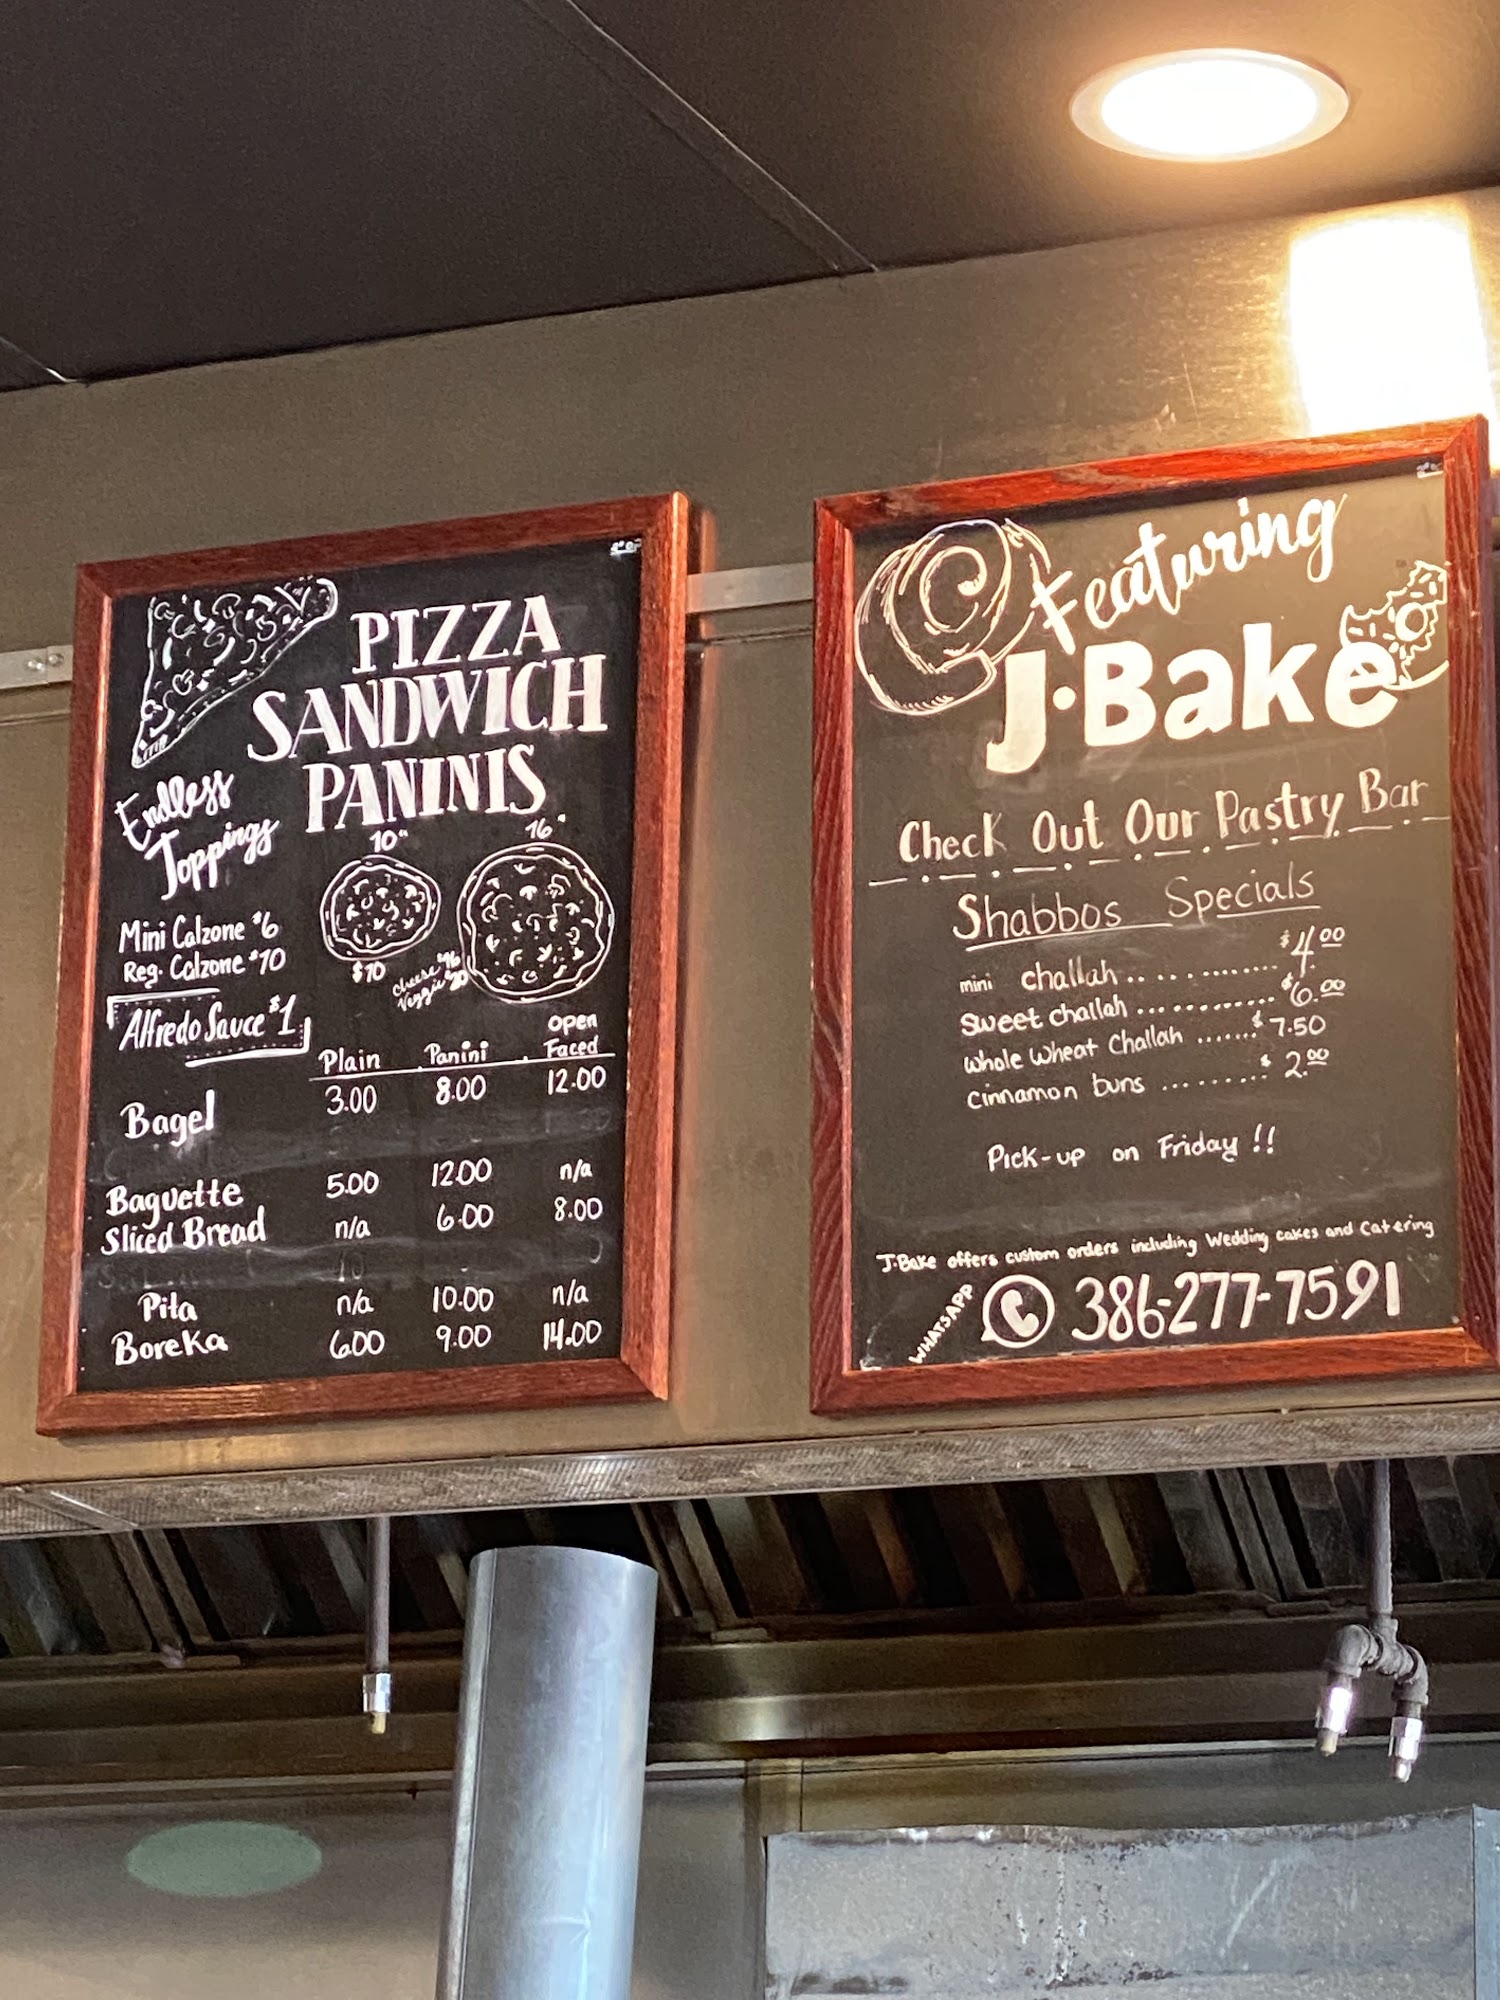 PIZZA
SANDWICH
PANINIS
Endless
Toppings
10" 16"
Mini Calzone $6
Reg. Calzone $10
$10
Cheese $16
Veggie $20
Alfredo Sauce $1
Plain Panini Open Faced
Bagel 3.00 8.00 12.00
Baguette 5.00 12.00 n/a
Sliced Bread n/a 6.00 8.00
Pita n/a 10.00 n/a
Boreka 6.00 9.00 14.00
Featuring
J·Bake
Check Out Our Pastry Bar
Shabbos Specials
mini challah .............. $4.00
Sweet challah .............. $6.00
Whole Wheat Challah ....... $7.50
Cinnamon buns .......... $2.00
Pick-up on Friday !!
J·Bake offers custom orders including Wedding cakes and Catering
WHATSAPP 386-277-7591